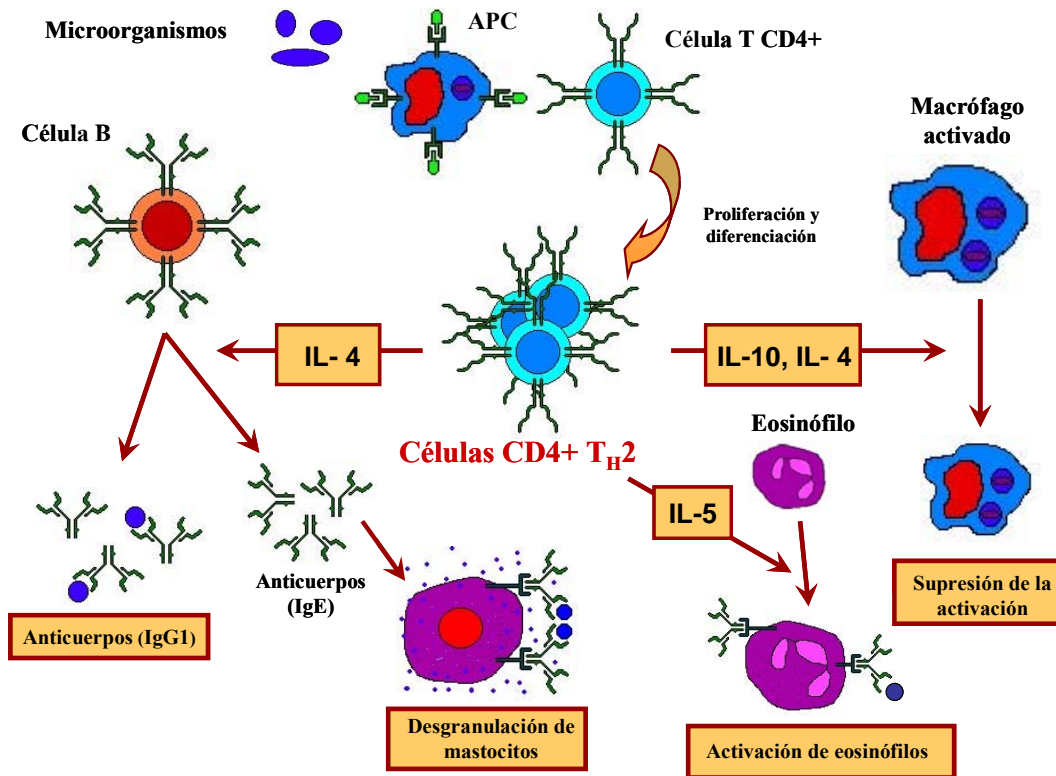 Microorganismos
APC
Célula T CD4+
Célula B
Macrófago
activado
Proliferación y
diferenciación
IL- 4
IL-10, IL- 4
Células CD4+ TH2
Eosinófilo
IL-5
Anticuerpos
(IgE)
Anticuerpos (IgG1)
Supresión de la
activación
Desgranulación de
mastocitos
Activación de eosinófilos